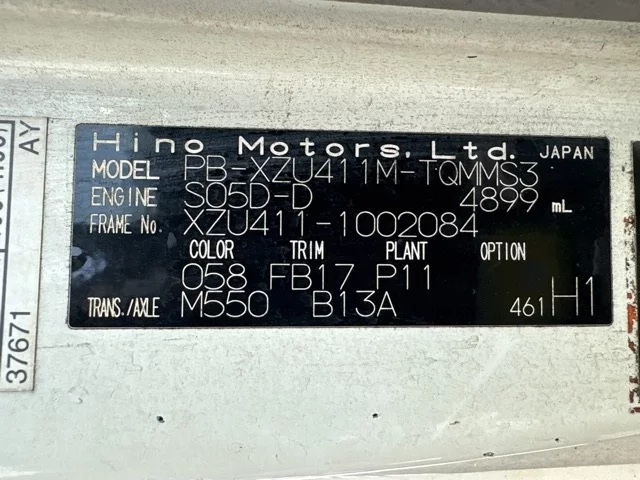 Hino Motors, Ltd. JAPAN
MODEL PB-XZU411M-TQMMS3
ENGINE S05D-D 4899 mL
FRAME No. XZU411-1002084
COLOR TRIM PLANT OPTION
058 FB17 P11
TRANS./AXLE M550 B13A 461 H1
AY
37671